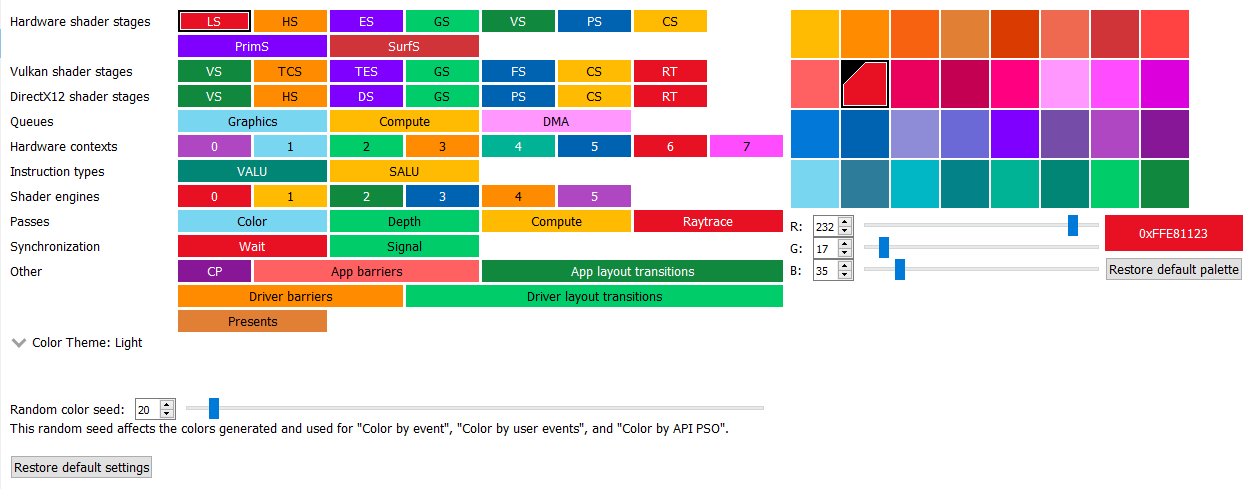 Hardware shader stages LS HS ES GS VS PS CS
PrimS SurfS
Vulkan shader stages VS TCS TES GS FS CS RT
DirectX12 shader stages VS HS DS GS PS CS RT
Queues Graphics Compute DMA
Hardware contexts 0 1 2 3 4 5 6 7
Instruction types VALU SALU
Shader engines 0 1 2 3 4 5
Passes Color Depth Compute Raytrace
Synchronization Wait Signal
Other CP App barriers App layout transitions
Driver barriers Driver layout transitions
Presents
R: 232
G: 17
B: 35
0xFFE81123
Restore default palette
Color Theme: Light
Random color seed: 20
This random seed affects the colors generated and used for "Color by event", "Color by user events", and "Color by API PSO".
Restore default settings